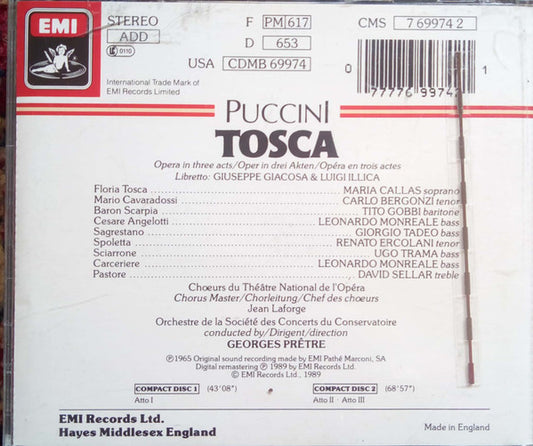 EMI
STEREO
ADD
0110
F PM 617
D 653
USA CDMB 69974
CMS 7 69974 2
0 77776 99742 1
International Trade Mark of
EMI Records Limited
PUCCINI
TOSCA
Opera in three acts/Oper in drei Akten/Opéra en trois actes
Libretto: GIUSEPPE GIACOSA & LUIGI ILLICA
Floria Tosca ........ MARIA CALLAS soprano
Mario Cavaradossi ........ CARLO BERGONZI tenor
Baron Scarpia ........ TITO GOBBI baritone
Cesare Angelotti ........ LEONARDO MONREALE bass
Sagrestano ........ GIORGIO TADEO bass
Spoletta ........ RENATO ERCOLANI tenor
Sciarrone ........ UGO TRAMA bass
Carceriere ........ LEONARDO MONREALE bass
Pastore ........ DAVID SELLAR treble
Chœurs du Théâtre National de l'Opéra
Chorus Master/Chorleitung/Chef des chœurs
Jean Laforge
Orchestre de la Société des Concerts du Conservatoire
conducted by/Dirigent/direction
GEORGES PRÊTRE
℗1965 Original sound recording made by EMI Pathé Marconi, SA
Digital remastering ℗ 1989 by EMI Records Ltd.
© EMI Records Ltd., 1989
COMPACT DISC 1 (43'08")
Atto I
COMPACT DISC 2 (68'57")
Atto II · Atto III
EMI Records Ltd.
Hayes Middlesex England
Made in England